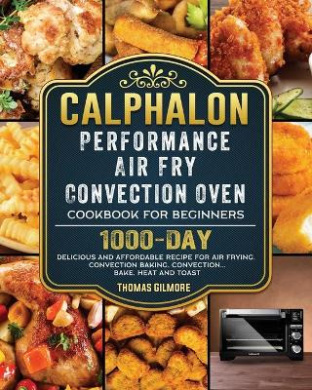 CALPHALON
PERFORMANCE
AIR FRY
CONVECTION OVEN
COOKBOOK FOR BEGINNERS
1000-DAY
DELICIOUS AND AFFORDABLE RECIPE FOR AIR FRYING,
CONVECTION BAKING, CONVECTION...
BAKE, MEAT AND TOAST
THOMAS GILMORE